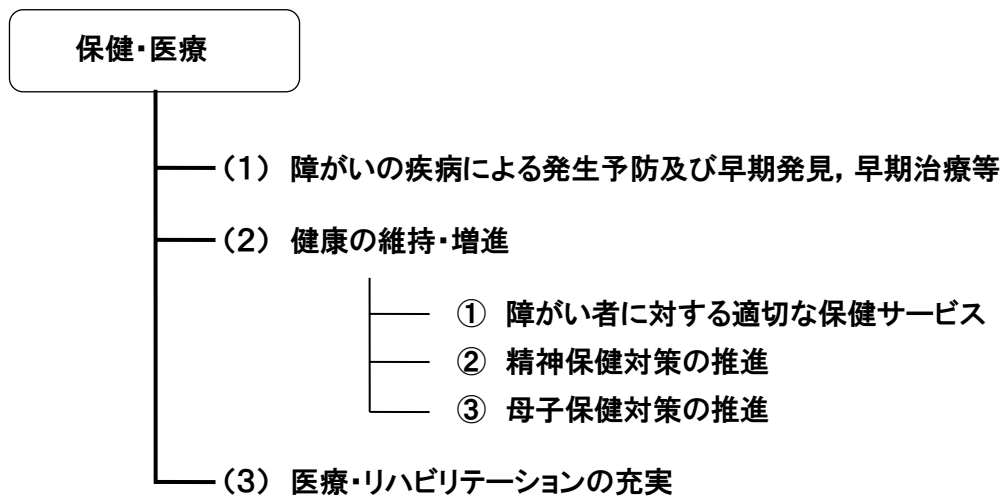 保健・医療
（１） 障がいの疾病による発生予防及び早期発見，早期治療等
（２） 健康の維持・増進
① 障がい者に対する適切な保健サービス
② 精神保健対策の推進
③ 母子保健対策の推進
（３） 医療・リハビリテーションの充実